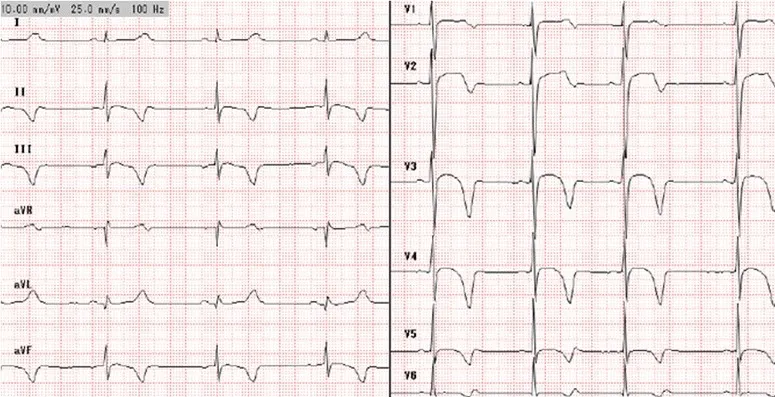 10.00 mm/mV 25.0 mm/s 100 Hz
I
II
III
aVR
aVL
aVF
V1
V2
V3
V4
V5
V6